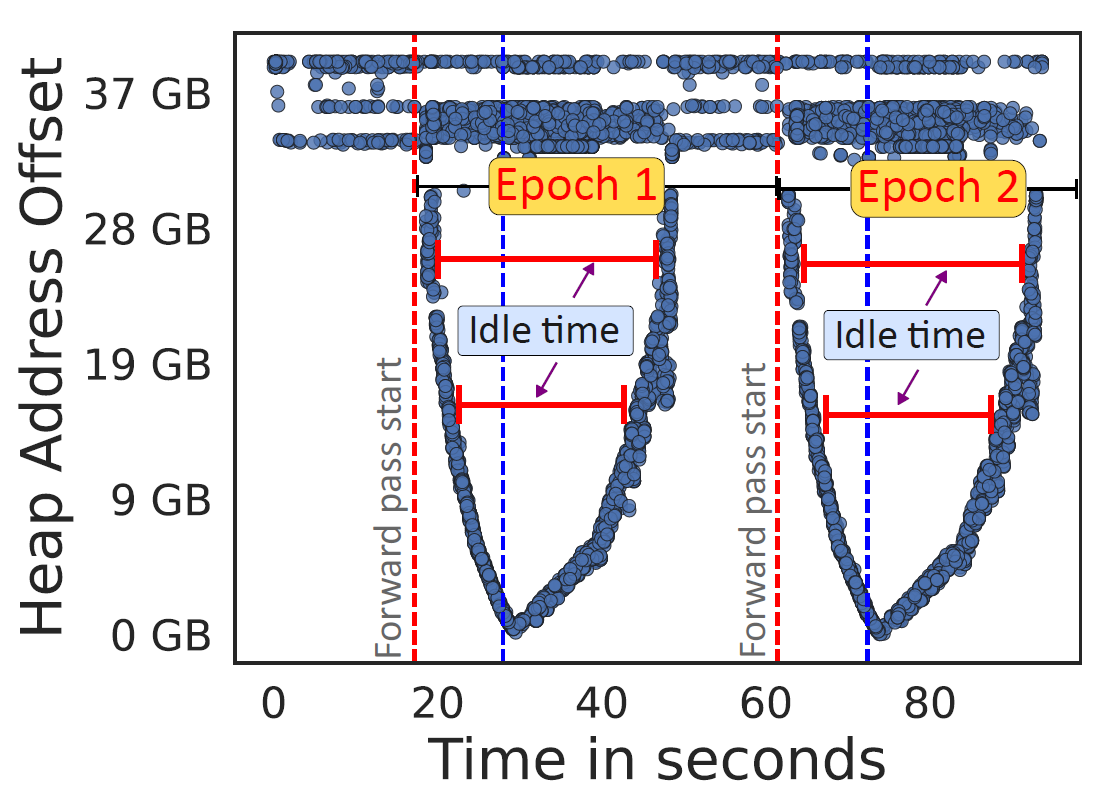 Heap Address Offset
37 GB
28 GB
19 GB
9 GB
0 GB
Epoch 1
Epoch 2
Idle time
Idle time
Forward pass start
Forward pass start
0
20
40
60
80
Time in seconds